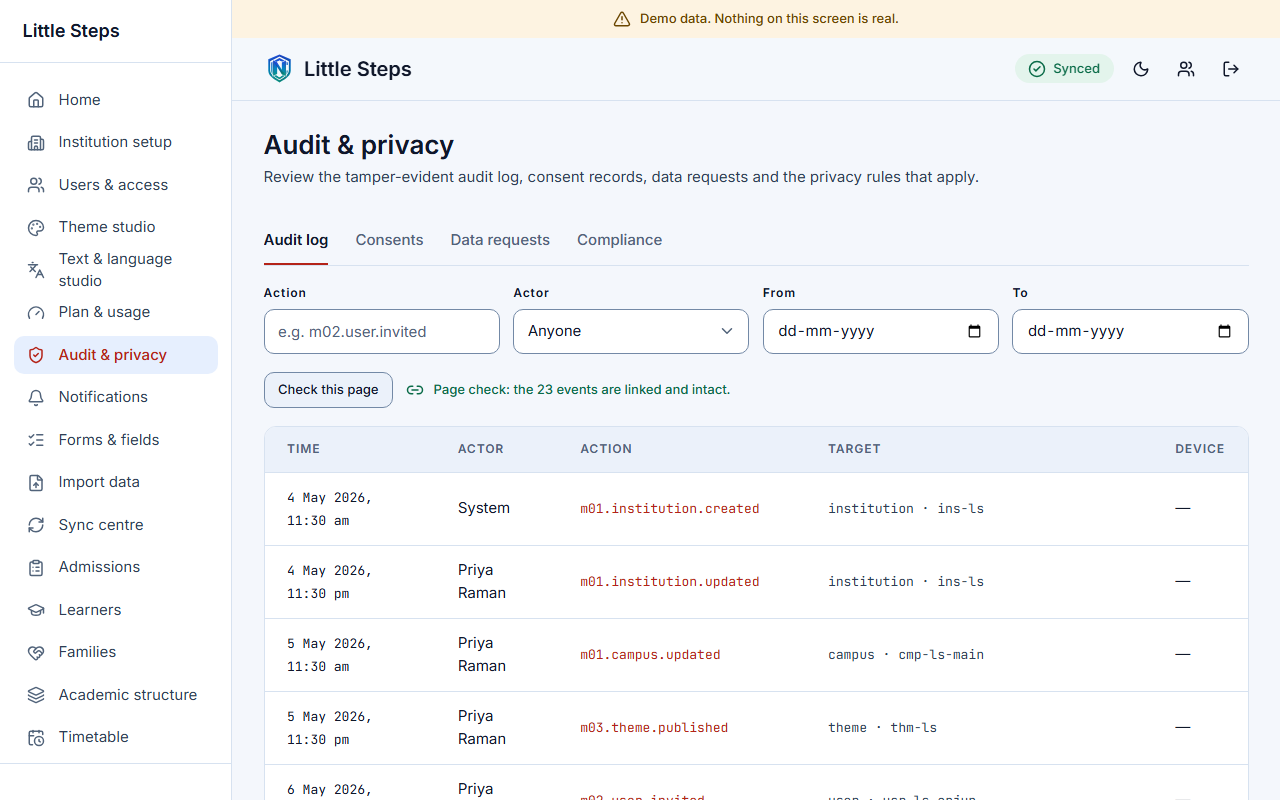 Little Steps
Demo data. Nothing on this screen is real.
Little Steps
Synced
Home
Institution setup
Users & access
Theme studio
Text & language
studio
Plan & usage
Audit & privacy
Notifications
Forms & fields
Import data
Sync centre
Admissions
Learners
Families
Academic structure
Timetable
Audit & privacy
Review the tamper-evident audit log, consent records, data requests and the privacy rules that apply.
Audit log Consents Data requests Compliance
Action Actor From To
e.g. m02.user.invited Anyone dd-mm-yyyy dd-mm-yyyy
Check this page Page check: the 23 events are linked and intact.
TIME ACTOR ACTION TARGET DEVICE
4 May 2026,
11:30 am System m01.institution.created institution · ins-ls —
4 May 2026,
11:30 pm Priya Raman m01.institution.updated institution · ins-ls —
5 May 2026,
11:30 am Priya Raman m01.campus.updated campus · cmp-ls-main —
5 May 2026,
11:30 pm Priya Raman m03.theme.published theme · thm-ls —
6 May 2026, Priya